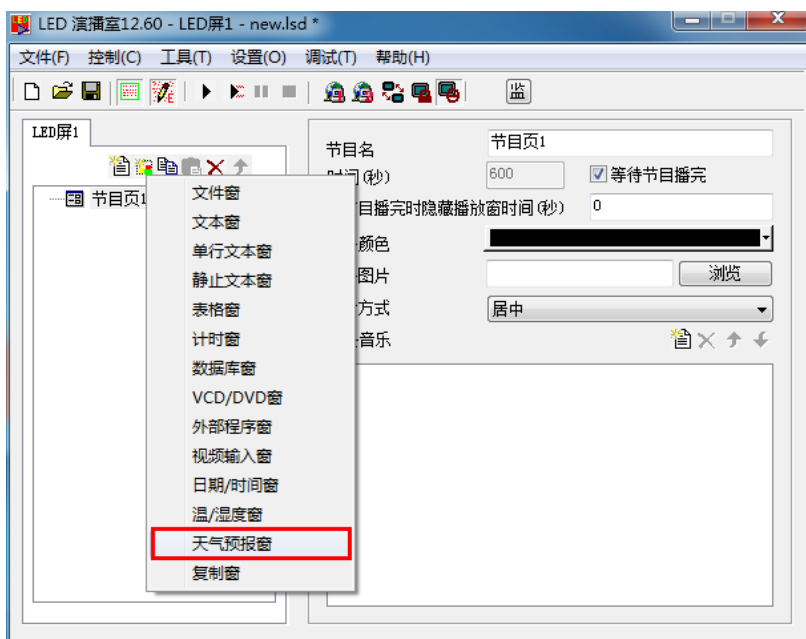 LED 演播室12.60 - LED屏1 - new.lsd *
文件(F) 控制(C) 工具(T) 设置(O) 调试(T) 帮助(H)
监
LED屏1
节目页1
文件窗
文本窗
单行文本窗
静止文本窗
表格窗
计时窗
数据库窗
VCD/DVD窗
外部程序窗
视频输入窗
日期/时间窗
温/湿度窗
天气预报窗
复制窗
节目名 节目页1
时间(秒) 600 等待节目播完
目播完时隐藏播放窗时间(秒) 0
颜色
图片 浏览
方式 居中
音乐